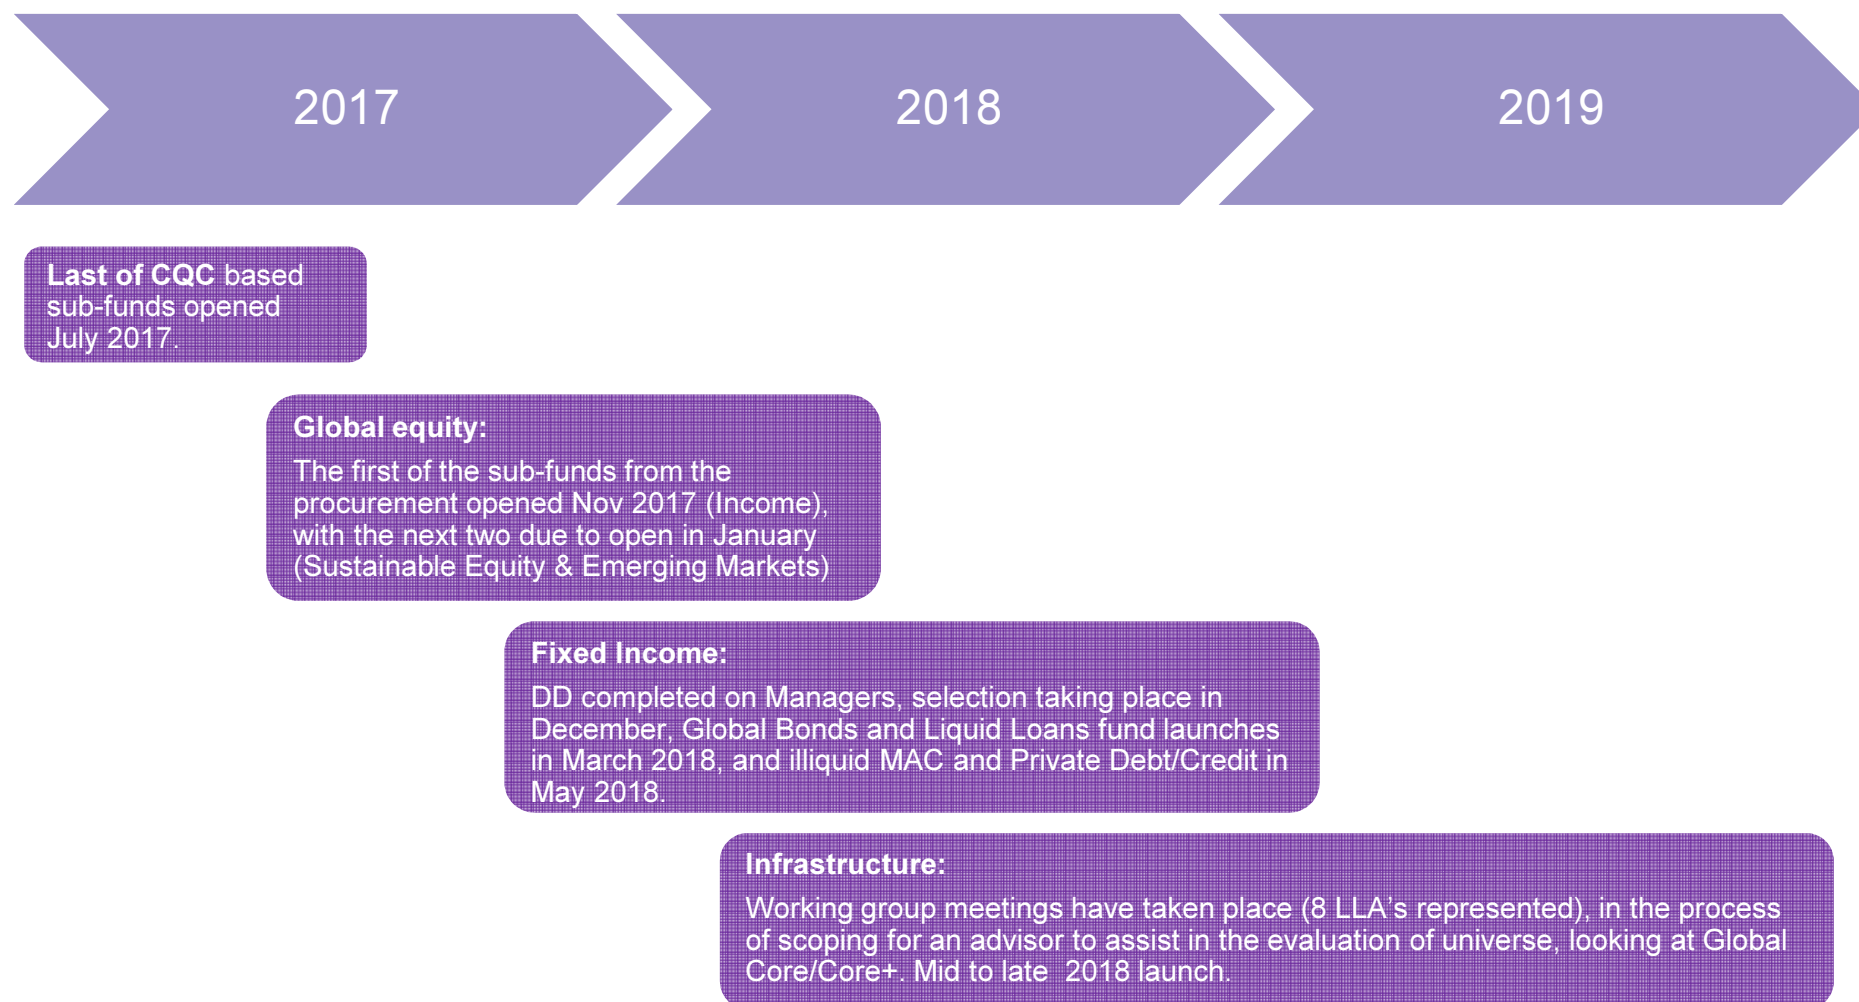 2017
2018
2019
Last of CQC based
sub-funds opened
July 2017.
Global equity:
The first of the sub-funds from the
procurement opened Nov 2017 (Income),
with the next two due to open in January
(Sustainable Equity & Emerging Markets)
Fixed Income:
DD completed on Managers, selection taking place in
December, Global Bonds and Liquid Loans fund launches
in March 2018, and illiquid MAC and Private Debt/Credit in
May 2018.
Infrastructure:
Working group meetings have taken place (8 LLA’s represented), in the process
of scoping for an advisor to assist in the evaluation of universe, looking at Global
Core/Core+. Mid to late  2018 launch.